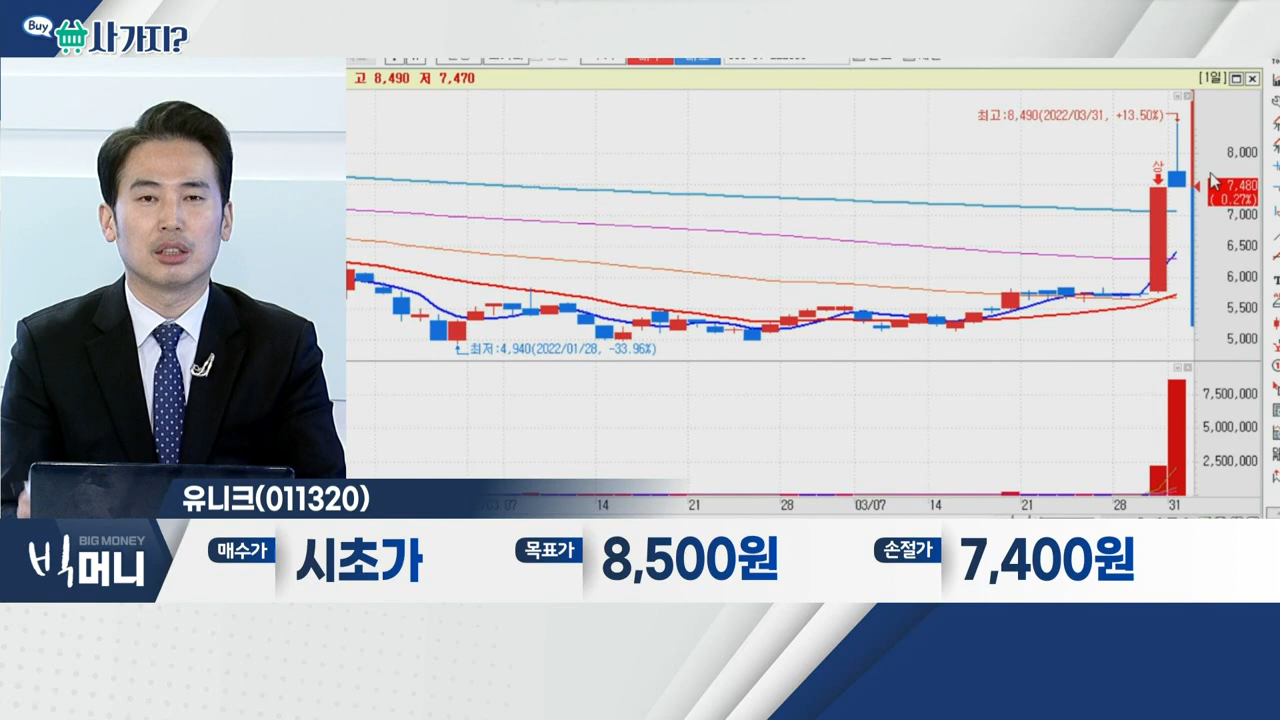 Buy
사가지?
고 8,490 저 7,470
[1일]
최고:8,490(2022/03/31, +13.50%)
8,000
상
7,480
( 0.27%)
7,000
6,500
6,000
5,500
5,000
최저:4,940(2022/01/28, -33.96%)
7,500,000
5,000,000
2,500,000
14
21
28
03/07
14
21
28
31
유니크(011320)
BIG MONEY
빅머니
매수가
시초가
목표가
8,500원
손절가
7,400원